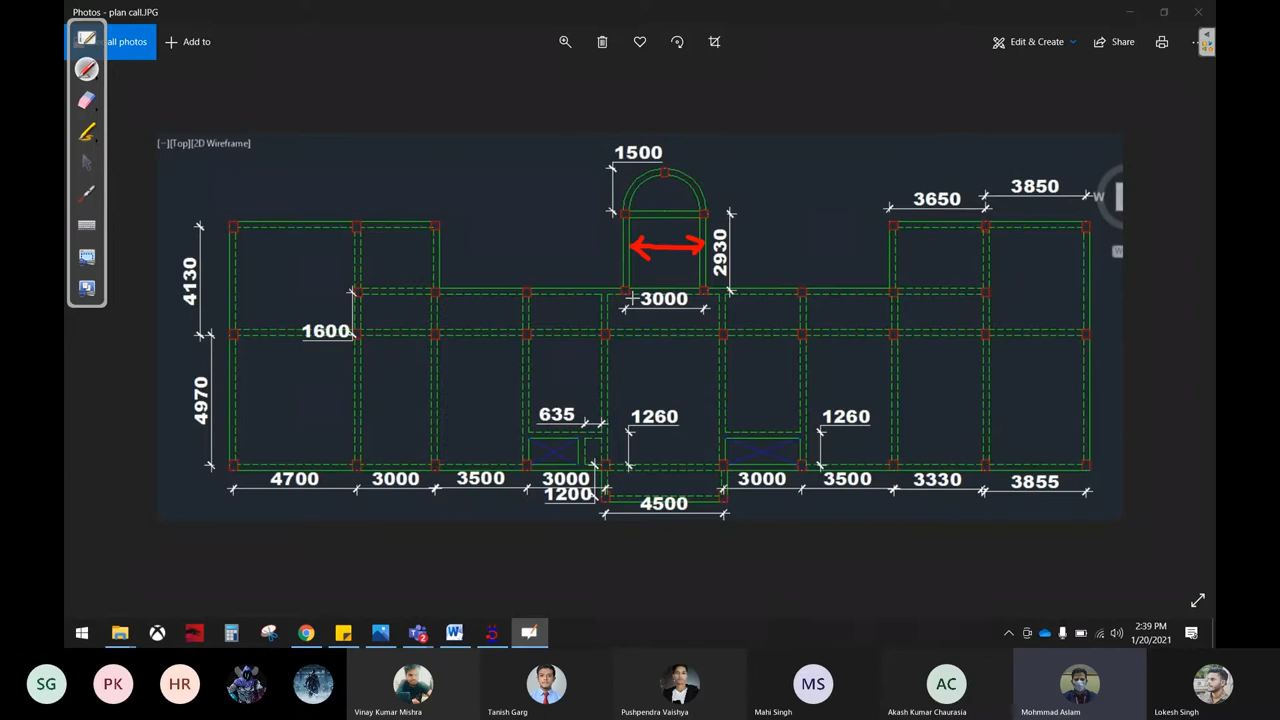 Photos - plan call.JPG
all photos
Add to
Edit & Create
Share
[−][Top][2D Wireframe]
1500
3850
3650
W
2930
4130
3000
1600
4970
635
1260
1260
4700
3000
3500
3000
3000
3500
3330
3855
1200
4500
2:39 PM
1/20/2021
SG
PK
HR
MS
AC
Vinay Kumar Mishra
Tanish Garg
Pushpendra Vaishya
Mahi Singh
Akash Kumar Chaurasia
Mohmmad Aslam
Lokesh Singh